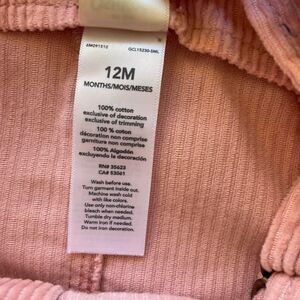 GCL15230-SML
12M
MONTHS/MOIS/MESES
100% cotton
exclusive of decoration
exclusive of trimming
100 % coton
décoration non comprise
garniture non comprise
100% Algodón
excluyendo la decoración
RN# 35623
CA# 53061
Wash before use.
Turn garment inside out.
Machine wash cold
with like colors.
Use only non-chlorine
bleach when needed.
Tumble dry medium.
Warm iron if needed.
Do not iron decoration.